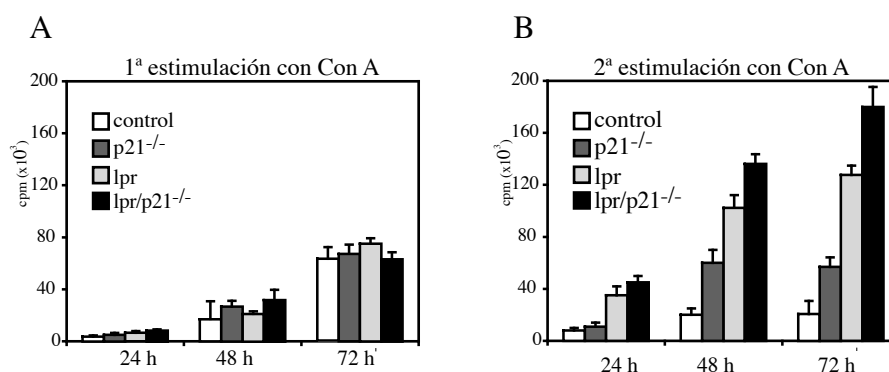 A
1ª estimulación con Con A
200
160
120
80
40
0
cpm (x10³)
control
p21⁻/⁻
lpr
lpr/p21⁻/⁻
24 h
48 h
72 h'
B
2ª estimulación con Con A
200
160
120
80
40
0
cpm (x10³)
control
p21⁻/⁻
lpr
lpr/p21⁻/⁻
24 h
48 h
72 h'